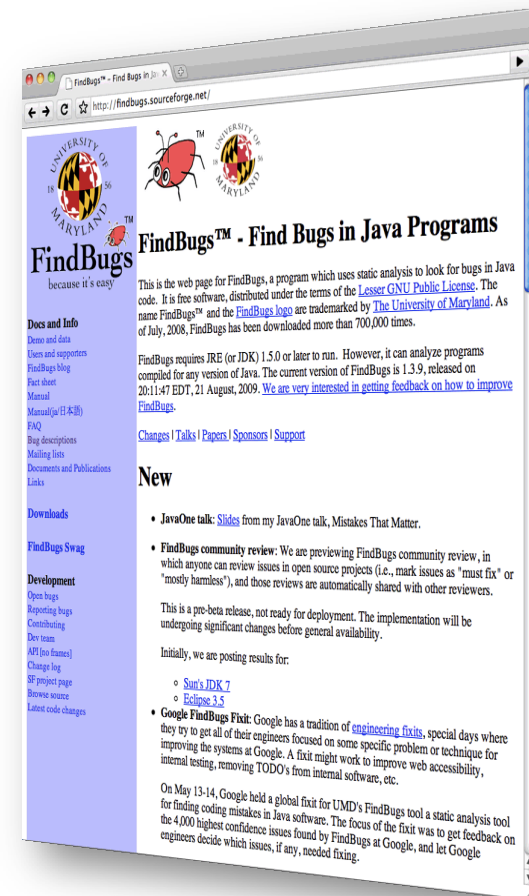 FindBugs™ - Find Bugs in Ja
http://findbugs.sourceforge.net/
UNIVERSITY OF
18 56
MARYLAND
TM
FindBugs
because it's easy
Docs and Info
Demo and data
Users and supporters
FindBugs blog
Fact sheet
Manual
Manual(ja/日本語)
FAQ
Bug descriptions
Mailing lists
Documents and Publications
Links
Downloads
FindBugs Swag
Development
Open bugs
Reporting bugs
Contributing
Dev team
API [no frames]
Change log
SF project page
Browse source
Latest code changes
TM
UNIVERSITY OF
18 56
MARYLAND
FindBugs™ - Find Bugs in Java Programs
This is the web page for FindBugs, a program which uses static analysis to look for bugs in Java
code. It is free software, distributed under the terms of the Lesser GNU Public License. The
name FindBugs™ and the FindBugs logo are trademarked by The University of Maryland. As
of July, 2008, FindBugs has been downloaded more than 700,000 times.
FindBugs requires JRE (or JDK) 1.5.0 or later to run. However, it can analyze programs
compiled for any version of Java. The current version of FindBugs is 1.3.9, released on
20:11:47 EDT, 21 August, 2009. We are very interested in getting feedback on how to improve
FindBugs.
Changes | Talks | Papers | Sponsors | Support
New
• JavaOne talk: Slides from my JavaOne talk, Mistakes That Matter.
• FindBugs community review: We are previewing FindBugs community review, in
which anyone can review issues in open source projects (i.e., mark issues as "must fix" or
"mostly harmless"), and those reviews are automatically shared with other reviewers.
This is a pre-beta release, not ready for deployment. The implementation will be
undergoing significant changes before general availability.
Initially, we are posting results for:
◦ Sun's JDK 7
◦ Eclipse 3.5
• Google FindBugs Fixit: Google has a tradition of engineering fixits, special days where
they try to get all of their engineers focused on some specific problem or technique for
improving the systems at Google. A fixit might work to improve web accessibility,
internal testing, removing TODO's from internal software, etc.
On May 13-14, Google held a global fixit for UMD's FindBugs tool a static analysis tool
for finding coding mistakes in Java software. The focus of the fixit was to get feedback on
the 4,000 highest confidence issues found by FindBugs at Google, and let Google
engineers decide which issues, if any, needed fixing.